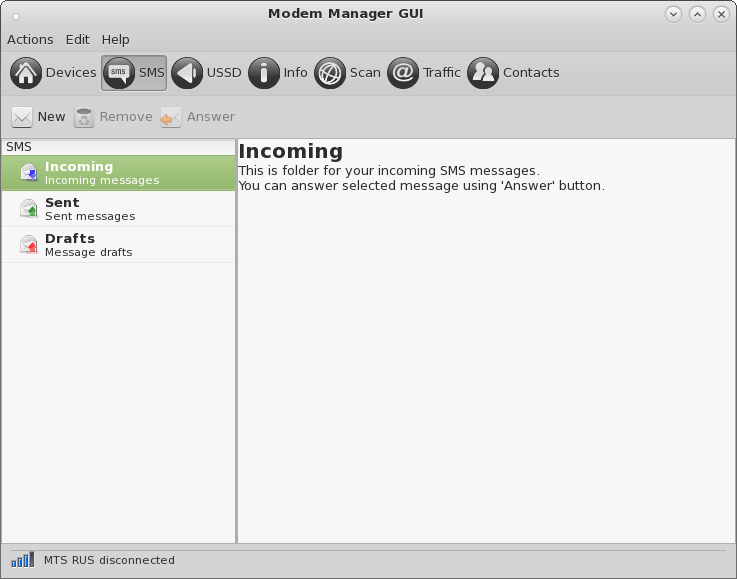 Modem Manager GUI
Actions Edit Help
Devices sms SMS USSD Info Scan @ Traffic Contacts
New Remove Answer
SMS
Incoming
Incoming messages
Sent
Sent messages
Drafts
Message drafts
Incoming
This is folder for your incoming SMS messages.
You can answer selected message using 'Answer' button.
MTS RUS disconnected